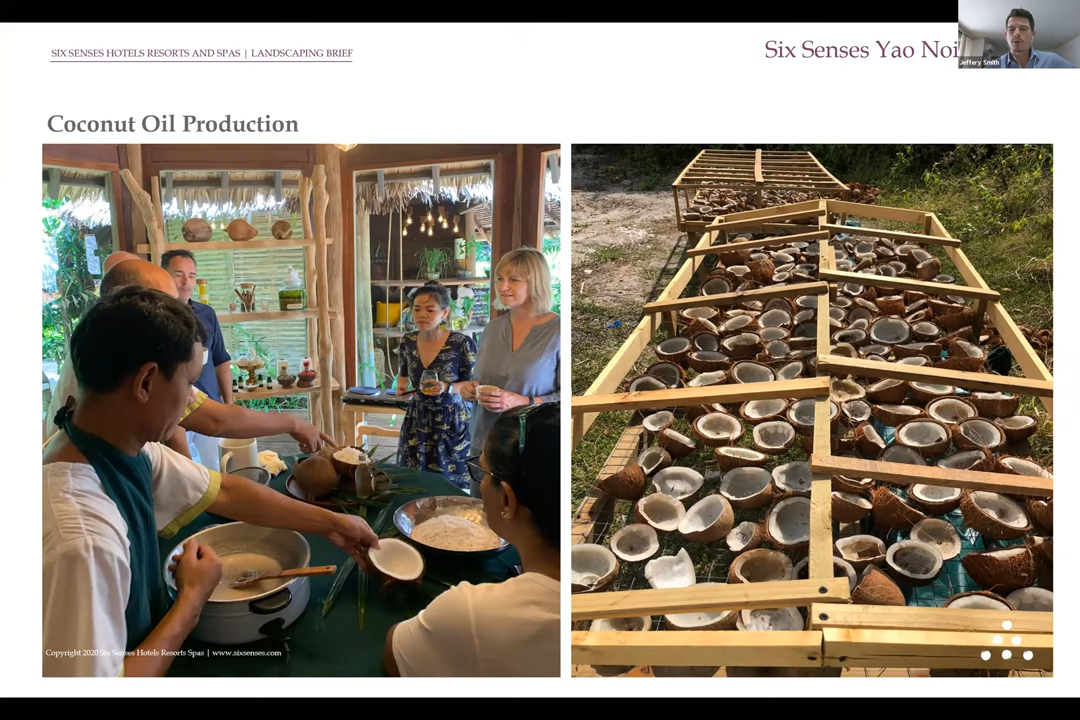 SIX SENSES HOTELS RESORTS AND SPAS | LANDSCAPING BRIEF
Six Senses Yao Noi
Jeffery Smith
Coconut Oil Production
Copyright 2020 Six Senses Hotels Resorts Spas | www.sixsenses.com